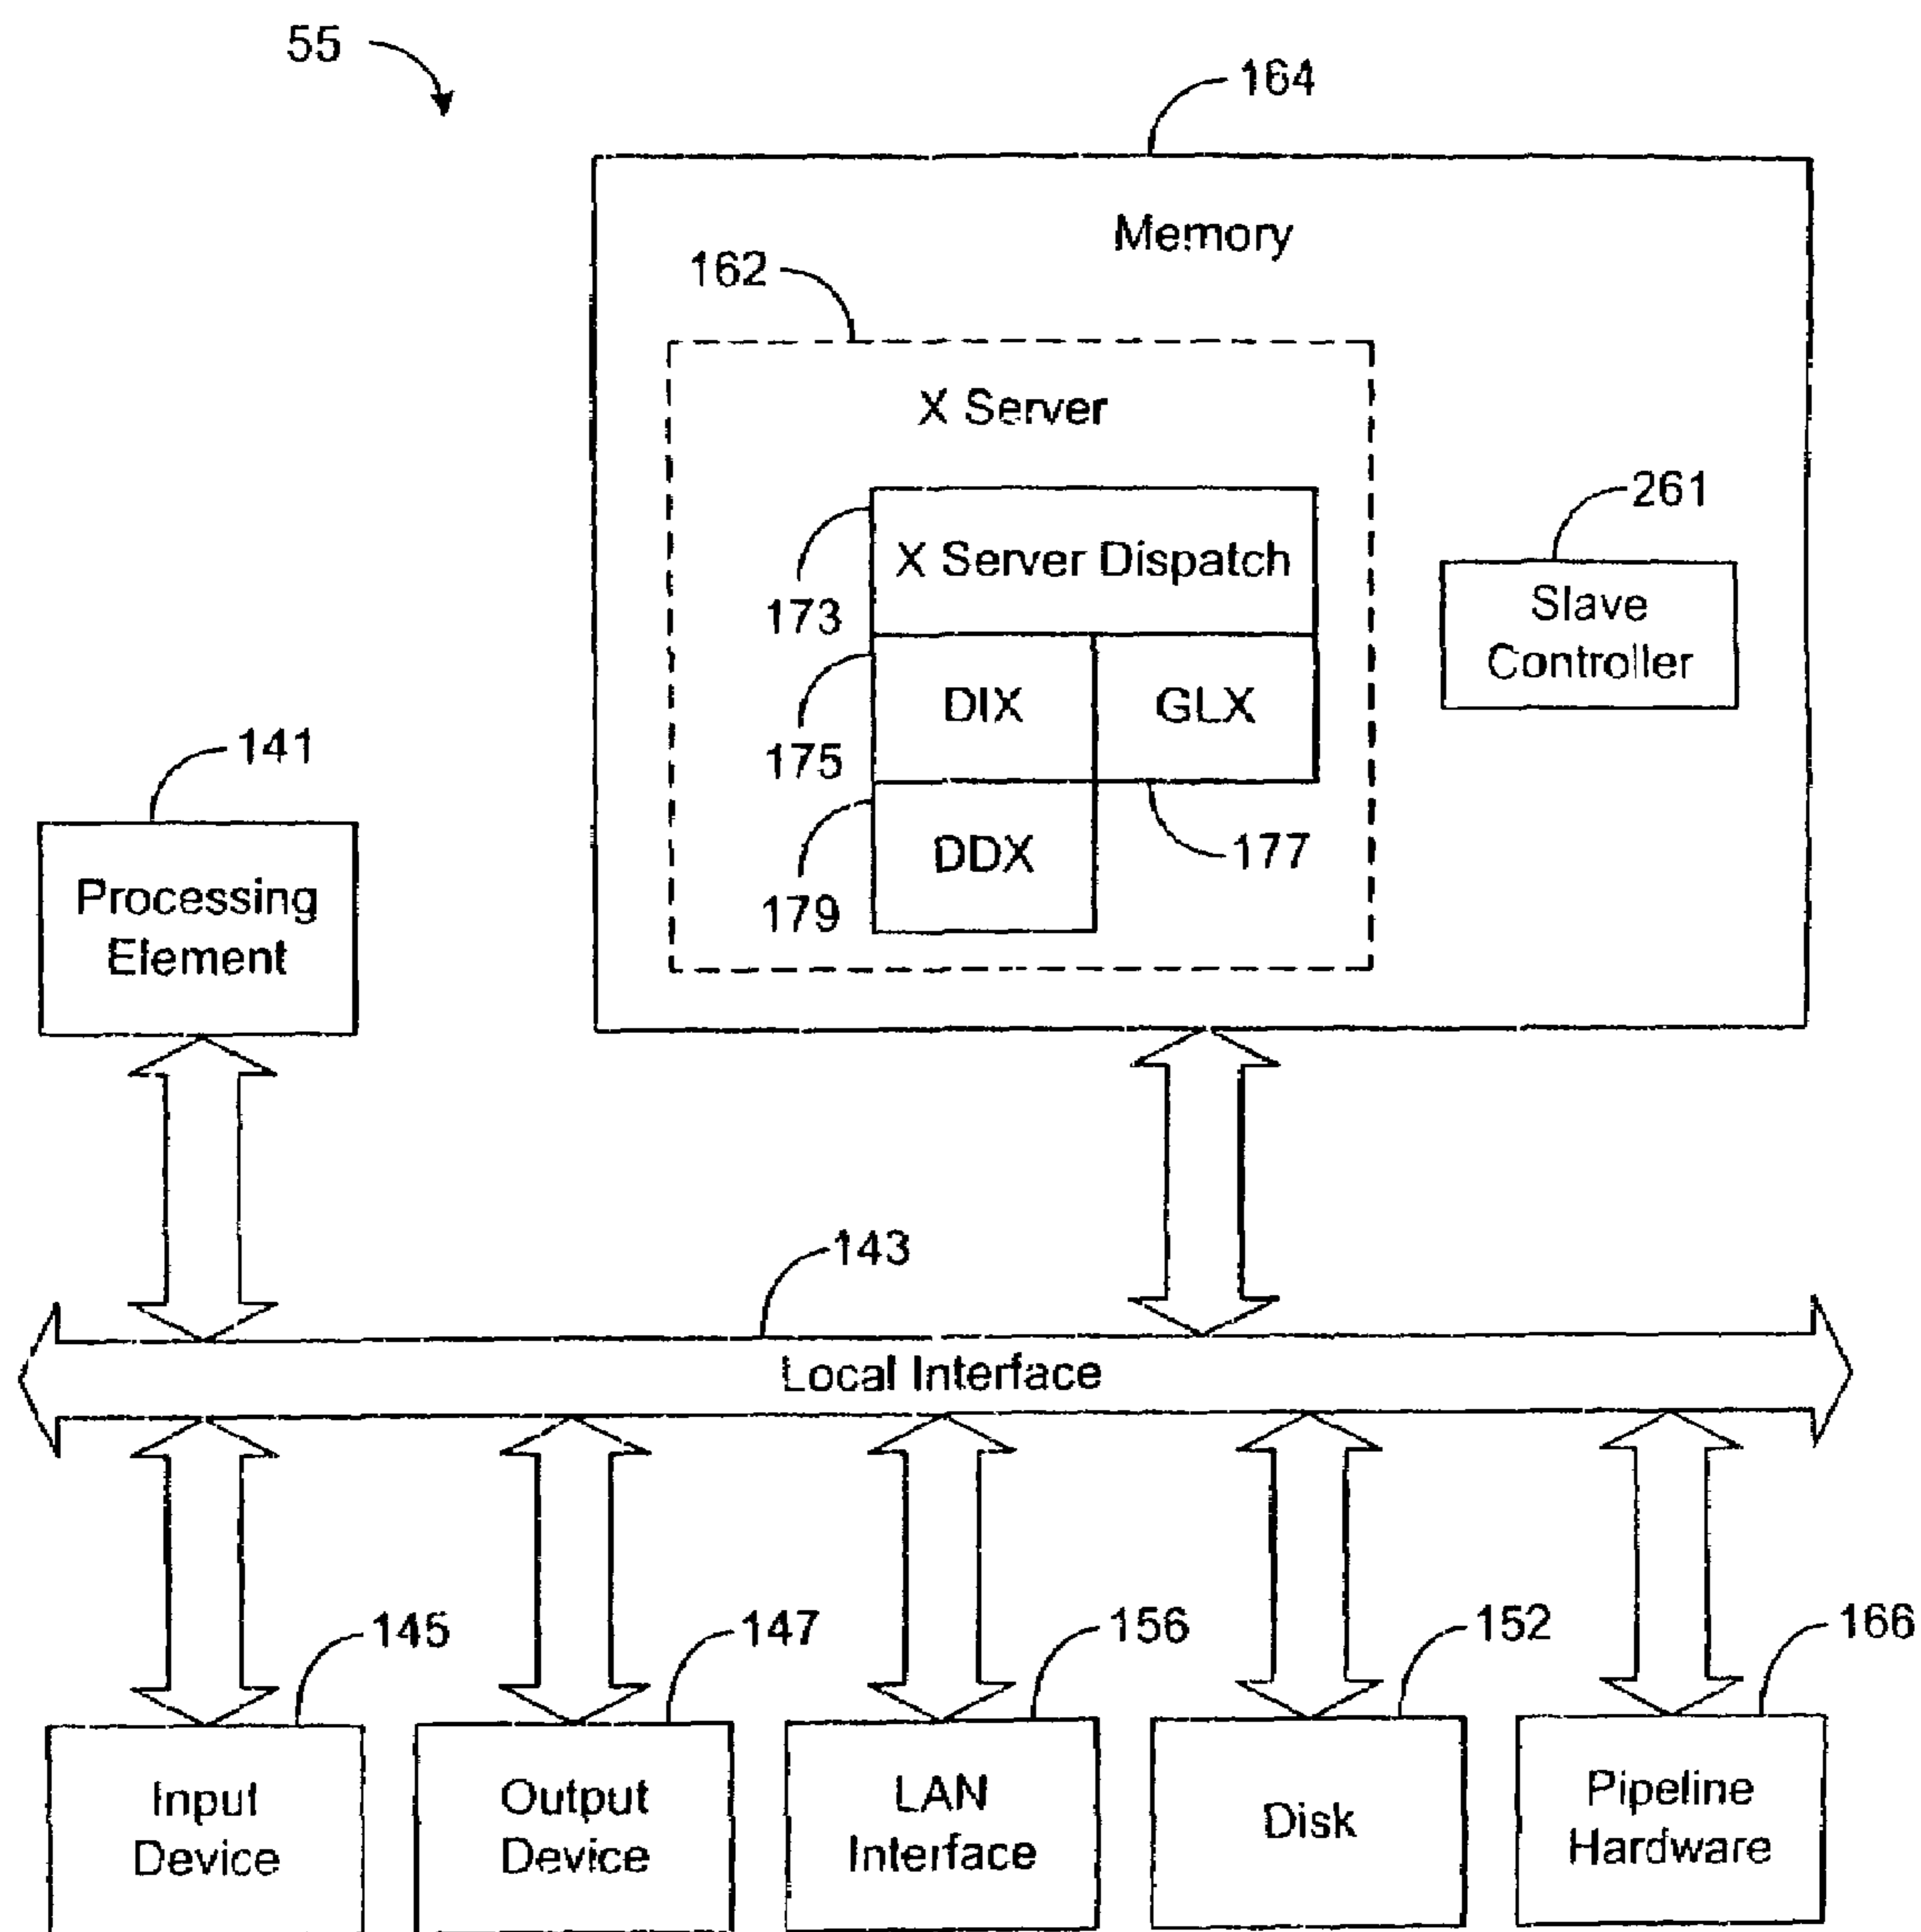 55
164
Memory
162
X Server
261
X Server Dispatch
173
Slave
Controller
DIX
GLX
175
141
DDX
177
179
Processing
Element
143
Local Interface
145
147
156
152
166
Input
Device
Output
Device
LAN
Interface
Disk
Pipeline
Hardware